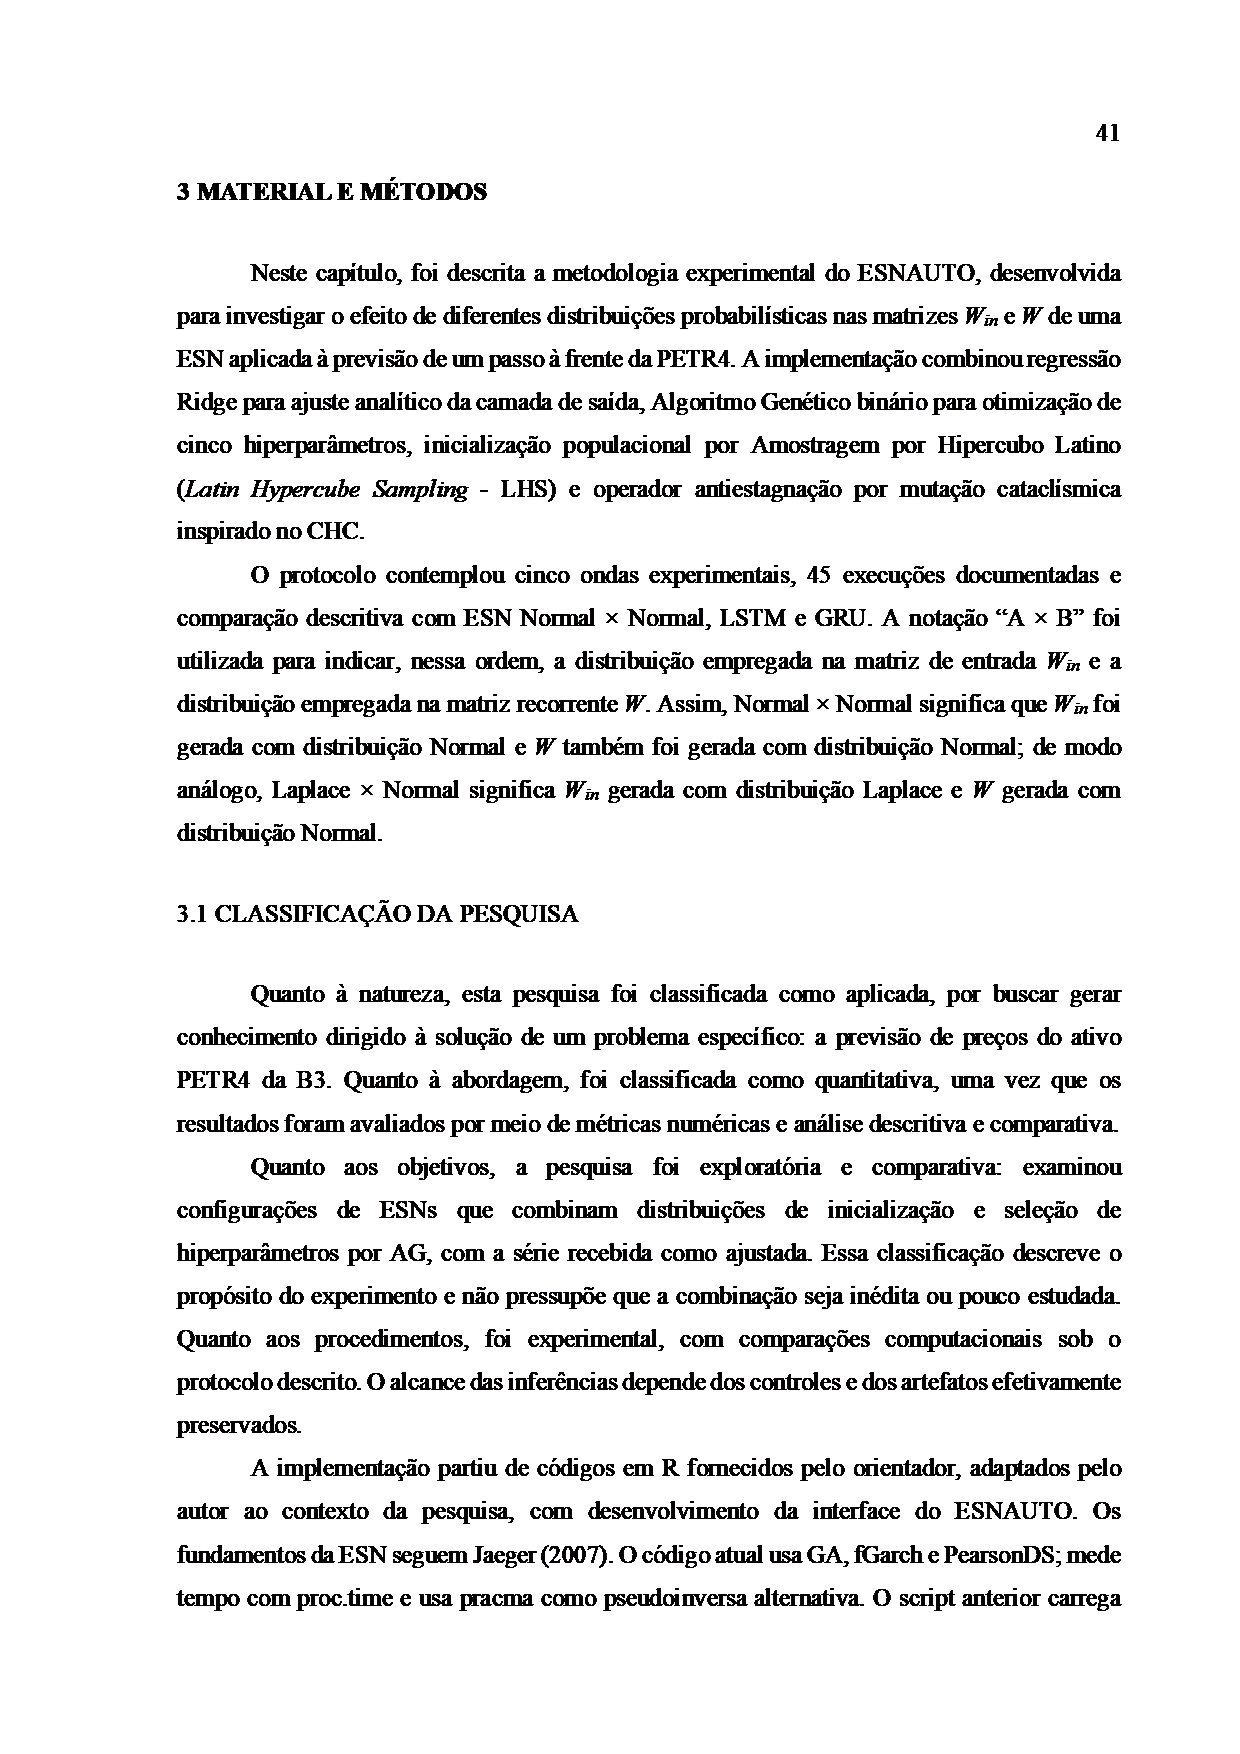 41
3 MATERIAL E MÉTODOS
Neste capítulo, foi descrita a metodologia experimental do ESNAUTO, desenvolvida
para investigar o efeito de diferentes distribuições probabilísticas nas matrizes Win e W de uma
ESN aplicada à previsão de um passo à frente da PETR4. A implementação combinou regressão
Ridge para ajuste analítico da camada de saída, Algoritmo Genético binário para otimização de
cinco hiperparâmetros, inicialização populacional por Amostragem por Hipercubo Latino
(Latin Hypercube Sampling - LHS) e operador antiestagnação por mutação cataclísmica
inspirado no CHC.
O protocolo contemplou cinco ondas experimentais, 45 execuções documentadas e
comparação descritiva com ESN Normal × Normal, LSTM e GRU. A notação “A × B” foi
utilizada para indicar, nessa ordem, a distribuição empregada na matriz de entrada Win e a
distribuição empregada na matriz recorrente W. Assim, Normal × Normal significa que Win foi
gerada com distribuição Normal e W também foi gerada com distribuição Normal; de modo
análogo, Laplace × Normal significa Win gerada com distribuição Laplace e W gerada com
distribuição Normal.
3.1 CLASSIFICAÇÃO DA PESQUISA
Quanto à natureza, esta pesquisa foi classificada como aplicada, por buscar gerar
conhecimento dirigido à solução de um problema específico: a previsão de preços do ativo
PETR4 da B3. Quanto à abordagem, foi classificada como quantitativa, uma vez que os
resultados foram avaliados por meio de métricas numéricas e análise descritiva e comparativa.
Quanto aos objetivos, a pesquisa foi exploratória e comparativa: examinou
configurações de ESNs que combinam distribuições de inicialização e seleção de
hiperparâmetros por AG, com a série recebida como ajustada. Essa classificação descreve o
propósito do experimento e não pressupõe que a combinação seja inédita ou pouco estudada.
Quanto aos procedimentos, foi experimental, com comparações computacionais sob o
protocolo descrito. O alcance das inferências depende dos controles e dos artefatos efetivamente
preservados.
A implementação partiu de códigos em R fornecidos pelo orientador, adaptados pelo
autor ao contexto da pesquisa, com desenvolvimento da interface do ESNAUTO. Os
fundamentos da ESN seguem Jaeger (2007). O código atual usa GA, fGarch e PearsonDS; mede
tempo com proc.time e usa pracma como pseudoinversa alternativa. O script anterior carrega